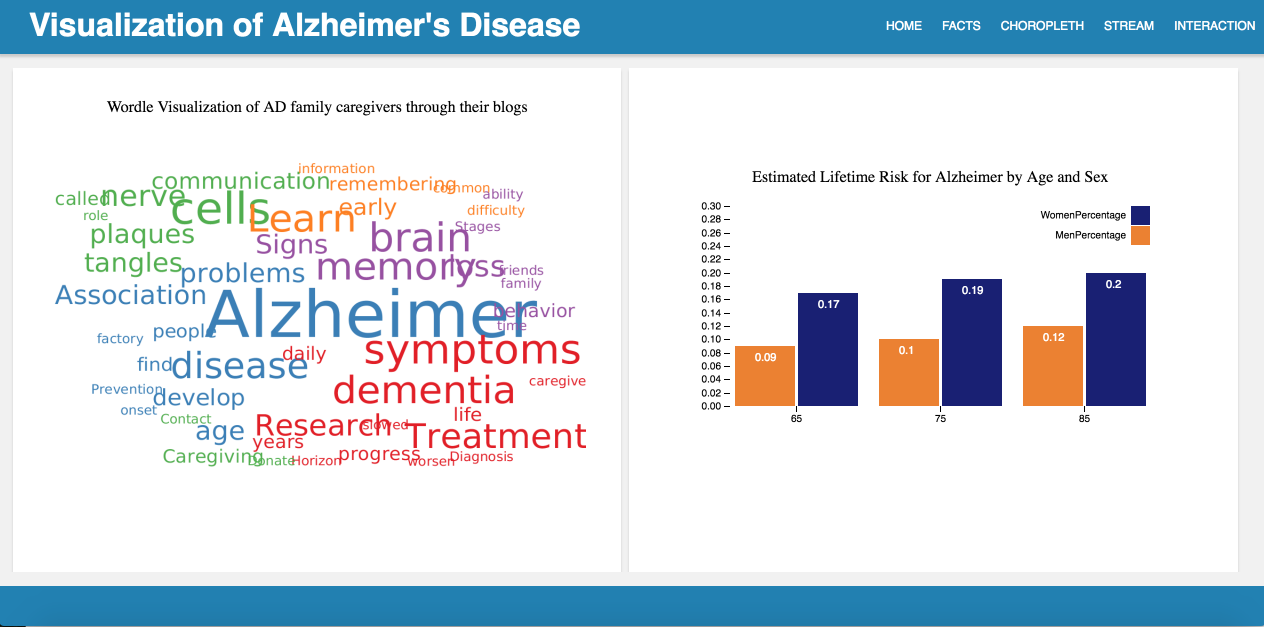 Visualization of Alzheimer's Disease
HOME FACTS CHOROPLETH STREAM INTERACTION
Wordle Visualization of AD family caregivers through their blogs
information
communication
remembering
common
called
nerve
cells
ability
role
Learn
early
difficulty
plaques
Signs
brain
Stages
tangles
problems
memory
loss
friends
family
Association
Alzheimer
behavior
time
factory
people
find
disease
daily
symptoms
Prevention
develop
dementia
caregive
onset
Contact
age
Research
slowed
life
years
Treatment
Caregiving
Donate
Horizon
progress
worsen
Diagnosis
Estimated Lifetime Risk for Alzheimer by Age and Sex
WomenPercentage
MenPercentage
0.30
0.28
0.26
0.24
0.22
0.20
0.18
0.16
0.14
0.12
0.10
0.08
0.06
0.04
0.02
0.00
0.09
0.17
0.1
0.19
0.12
0.2
65 75 85